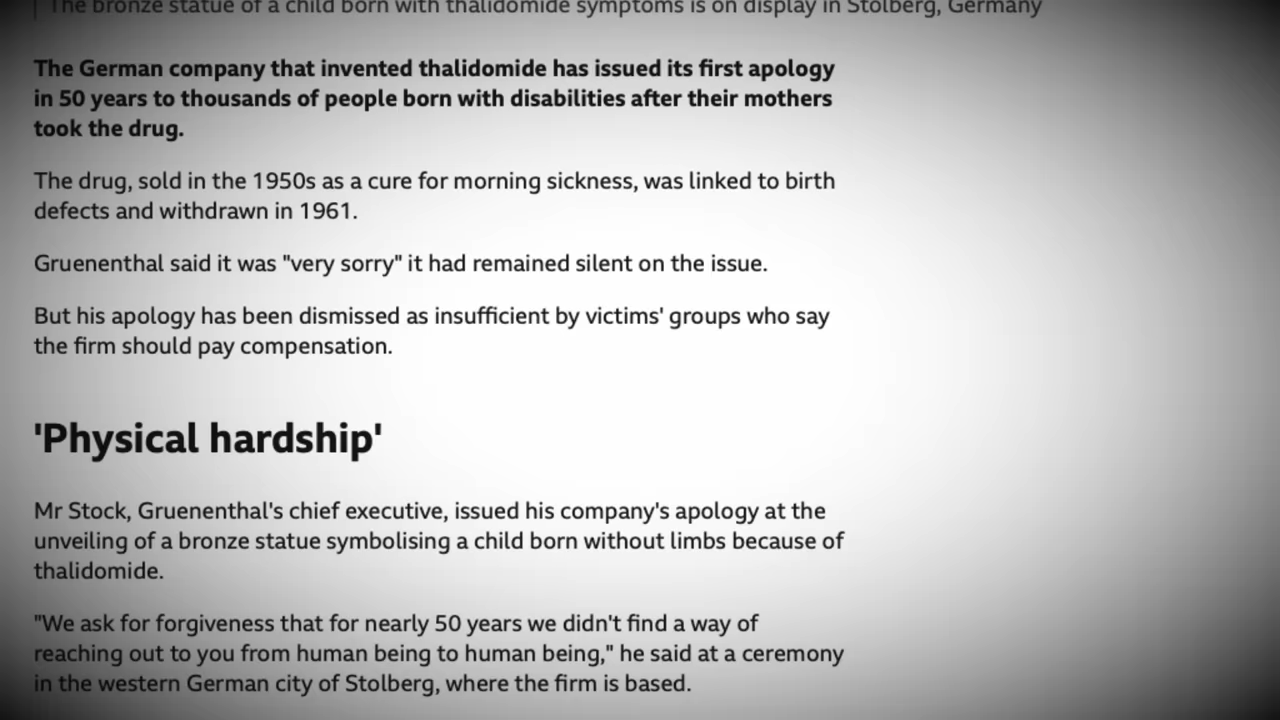 The bronze statue of a child born with thalidomide symptoms is on display in Stolberg, Germany
The German company that invented thalidomide has issued its first apology
in 50 years to thousands of people born with disabilities after their mothers
took the drug.
The drug, sold in the 1950s as a cure for morning sickness, was linked to birth
defects and withdrawn in 1961.
Gruenenthal said it was "very sorry" it had remained silent on the issue.
But his apology has been dismissed as insufficient by victims' groups who say
the firm should pay compensation.
'Physical hardship'
Mr Stock, Gruenenthal's chief executive, issued his company's apology at the
unveiling of a bronze statue symbolising a child born without limbs because of
thalidomide.
"We ask for forgiveness that for nearly 50 years we didn't find a way of
reaching out to you from human being to human being," he said at a ceremony
in the western German city of Stolberg, where the firm is based.